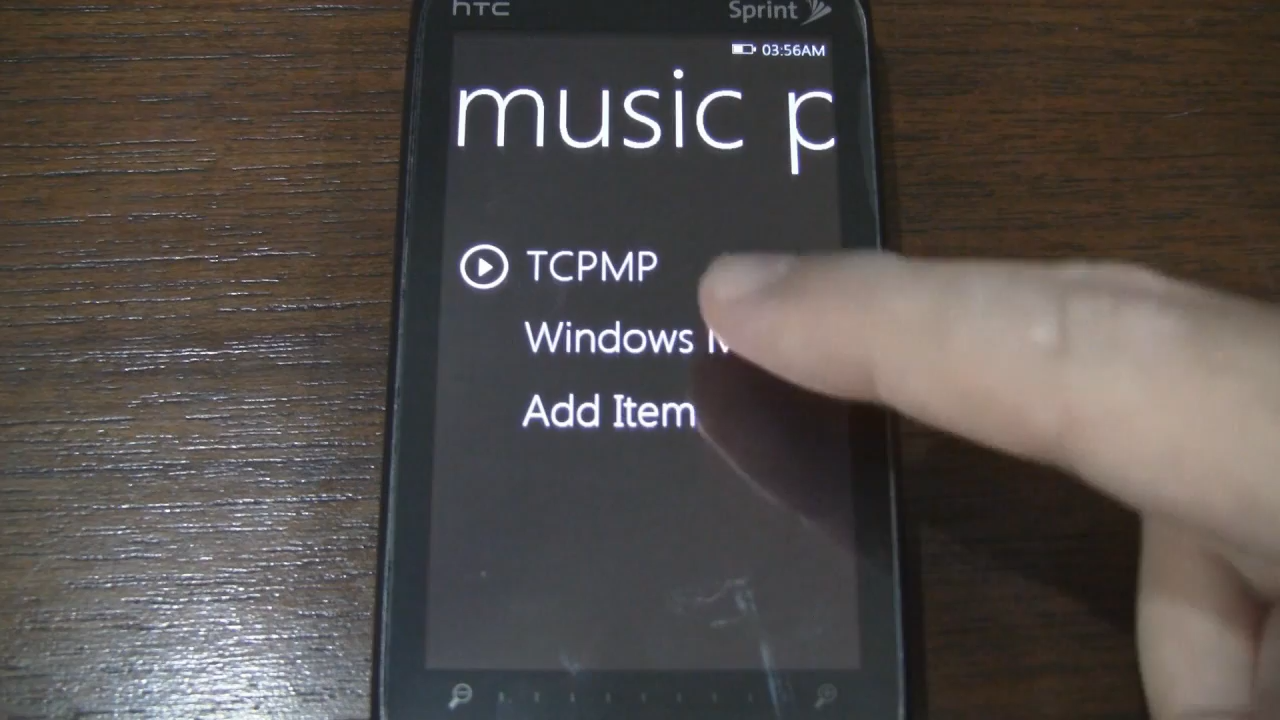 hTC Sprint
03:56AM
music p
TCPMP
Windows
Add Item